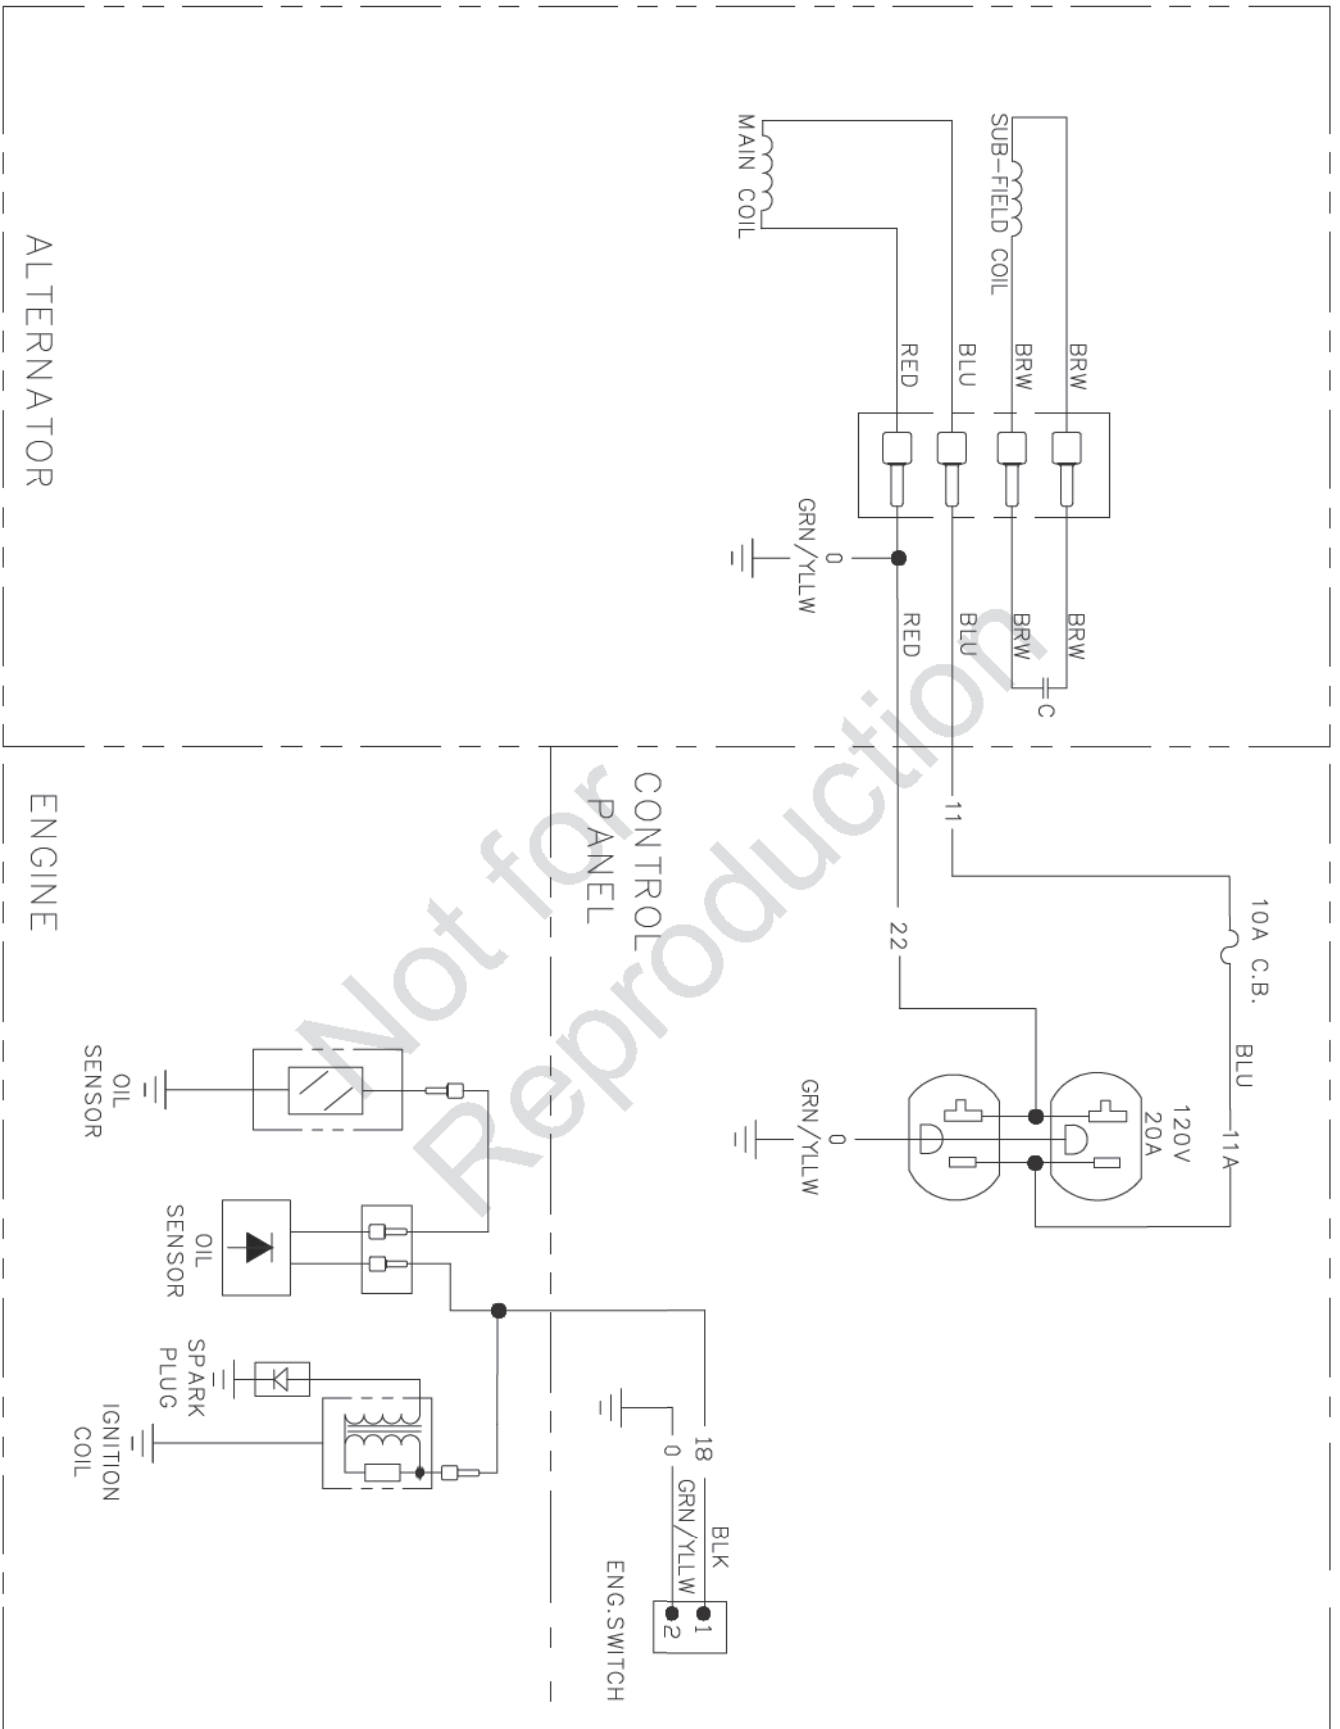 SUB-FIELD COIL
MAIN COIL
BRW
BRW
BLU
RED
BRW
BRW
BLU
RED
C
0
GRN/YLLW
ALTERNATOR
10A C.B.
BLU
11A
11
22
120V
20A
0
GRN/YLLW
CONTROL
PANEL
18
BLK
0
GRN/YLLW
1
2
ENG.SWITCH
OIL
SENSOR
OIL
SENSOR
SPARK
PLUG
IGNITION
COIL
ENGINE
Not for
Reproduction